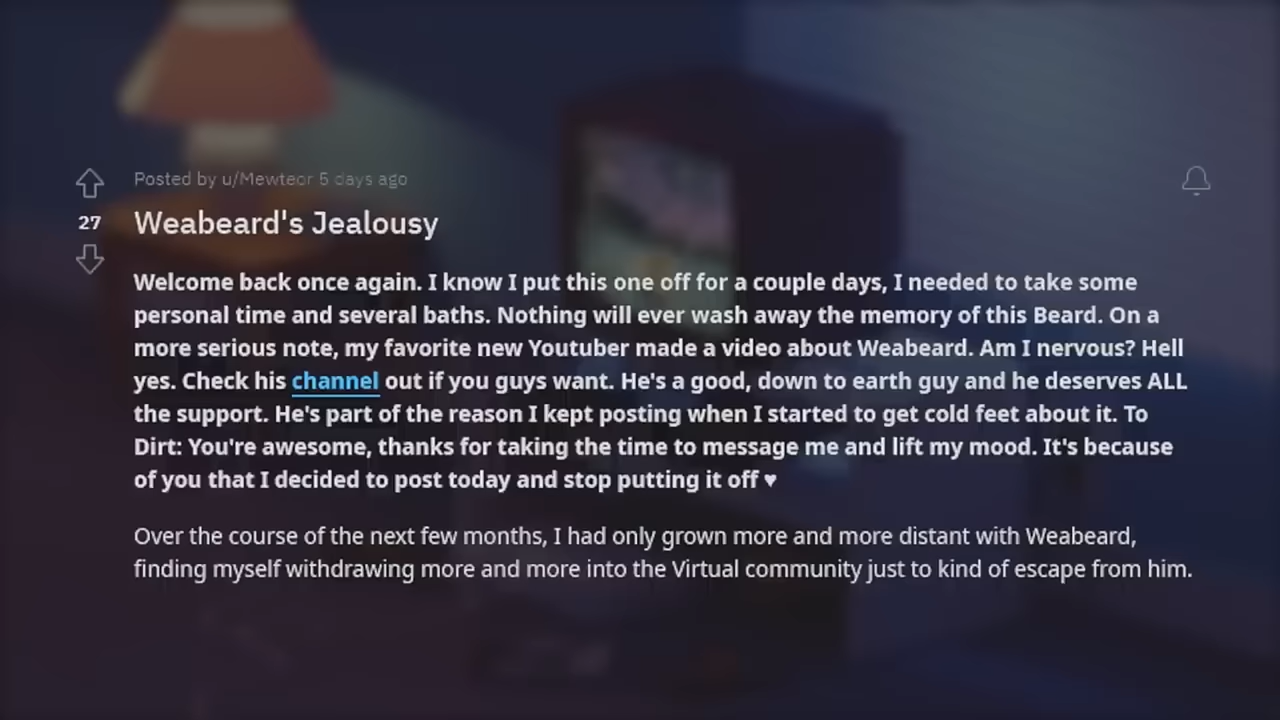 Posted by u/Mewteor 5 days ago
27
Weabeard's Jealousy
Welcome back once again. I know I put this one off for a couple days, I needed to take some
personal time and several baths. Nothing will ever wash away the memory of this Beard. On a
more serious note, my favorite new Youtuber made a video about Weabeard. Am I nervous? Hell
yes. Check his channel out if you guys want. He's a good, down to earth guy and he deserves ALL
the support. He's part of the reason I kept posting when I started to get cold feet about it. To
Dirt: You're awesome, thanks for taking the time to message me and lift my mood. It's because
of you that I decided to post today and stop putting it off ♥
Over the course of the next few months, I had only grown more and more distant with Weabeard,
finding myself withdrawing more and more into the Virtual community just to kind of escape from him.